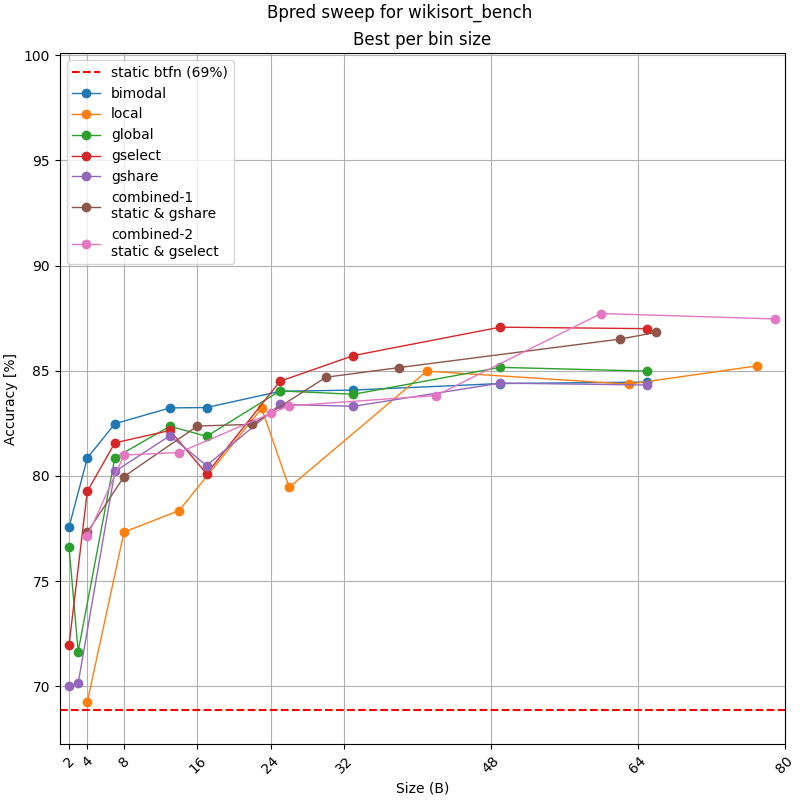 Bpred sweep for wikisort_bench
Best per bin size
100
95
90
85
80
75
70
Accuracy [%]
static btfn (69%)
bimodal
local
global
gselect
gshare
combined-1
static & gshare
combined-2
static & gselect
2
4
8
16
24
32
48
64
80
Size (B)